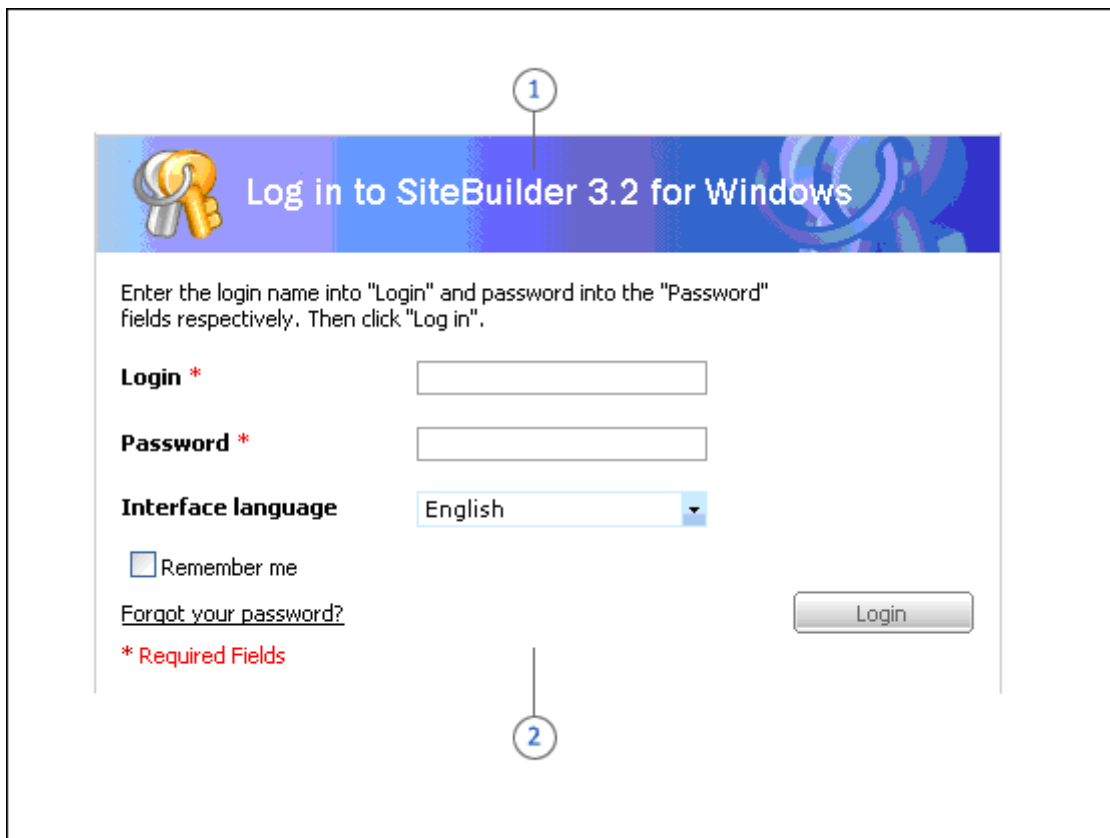 1
Log in to SiteBuilder 3.2 for Windows
Enter the login name into "Login" and password into the "Password"
fields respectively. Then click "Log in".
Login *
Password *
Interface language English
Remember me
Forgot your password?
Login
* Required Fields
2